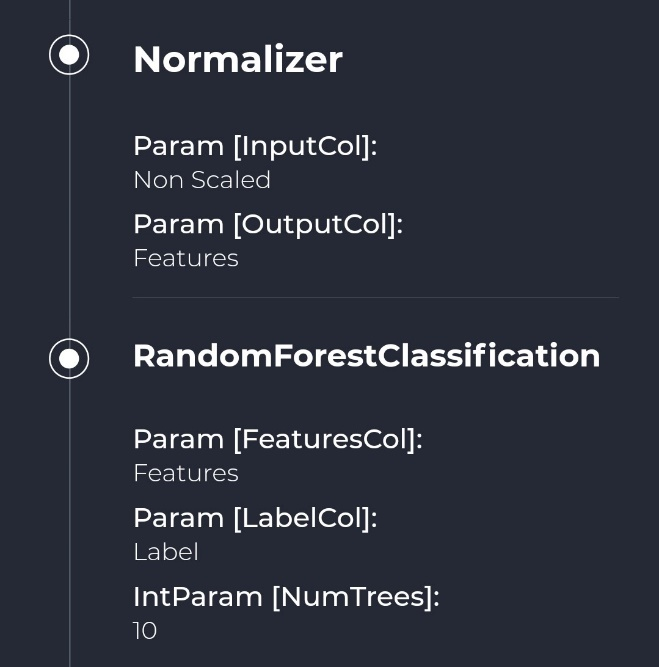 Normalizer
Param [InputCol]:
Non Scaled
Param [OutputCol]:
Features
RandomForestClassification
Param [FeaturesCol]:
Features
Param [LabelCol]:
Label
IntParam [NumTrees]:
10